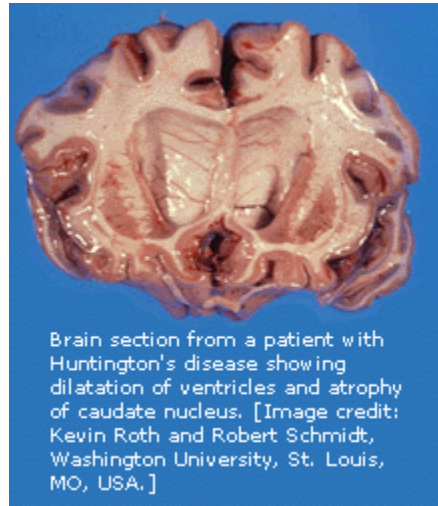 Brain section from a patient with
Huntington's disease showing
dilatation of ventricles and atrophy
of caudate nucleus. [Image credit:
Kevin Roth and Robert Schmidt,
Washington University, St. Louis,
MO, USA.]